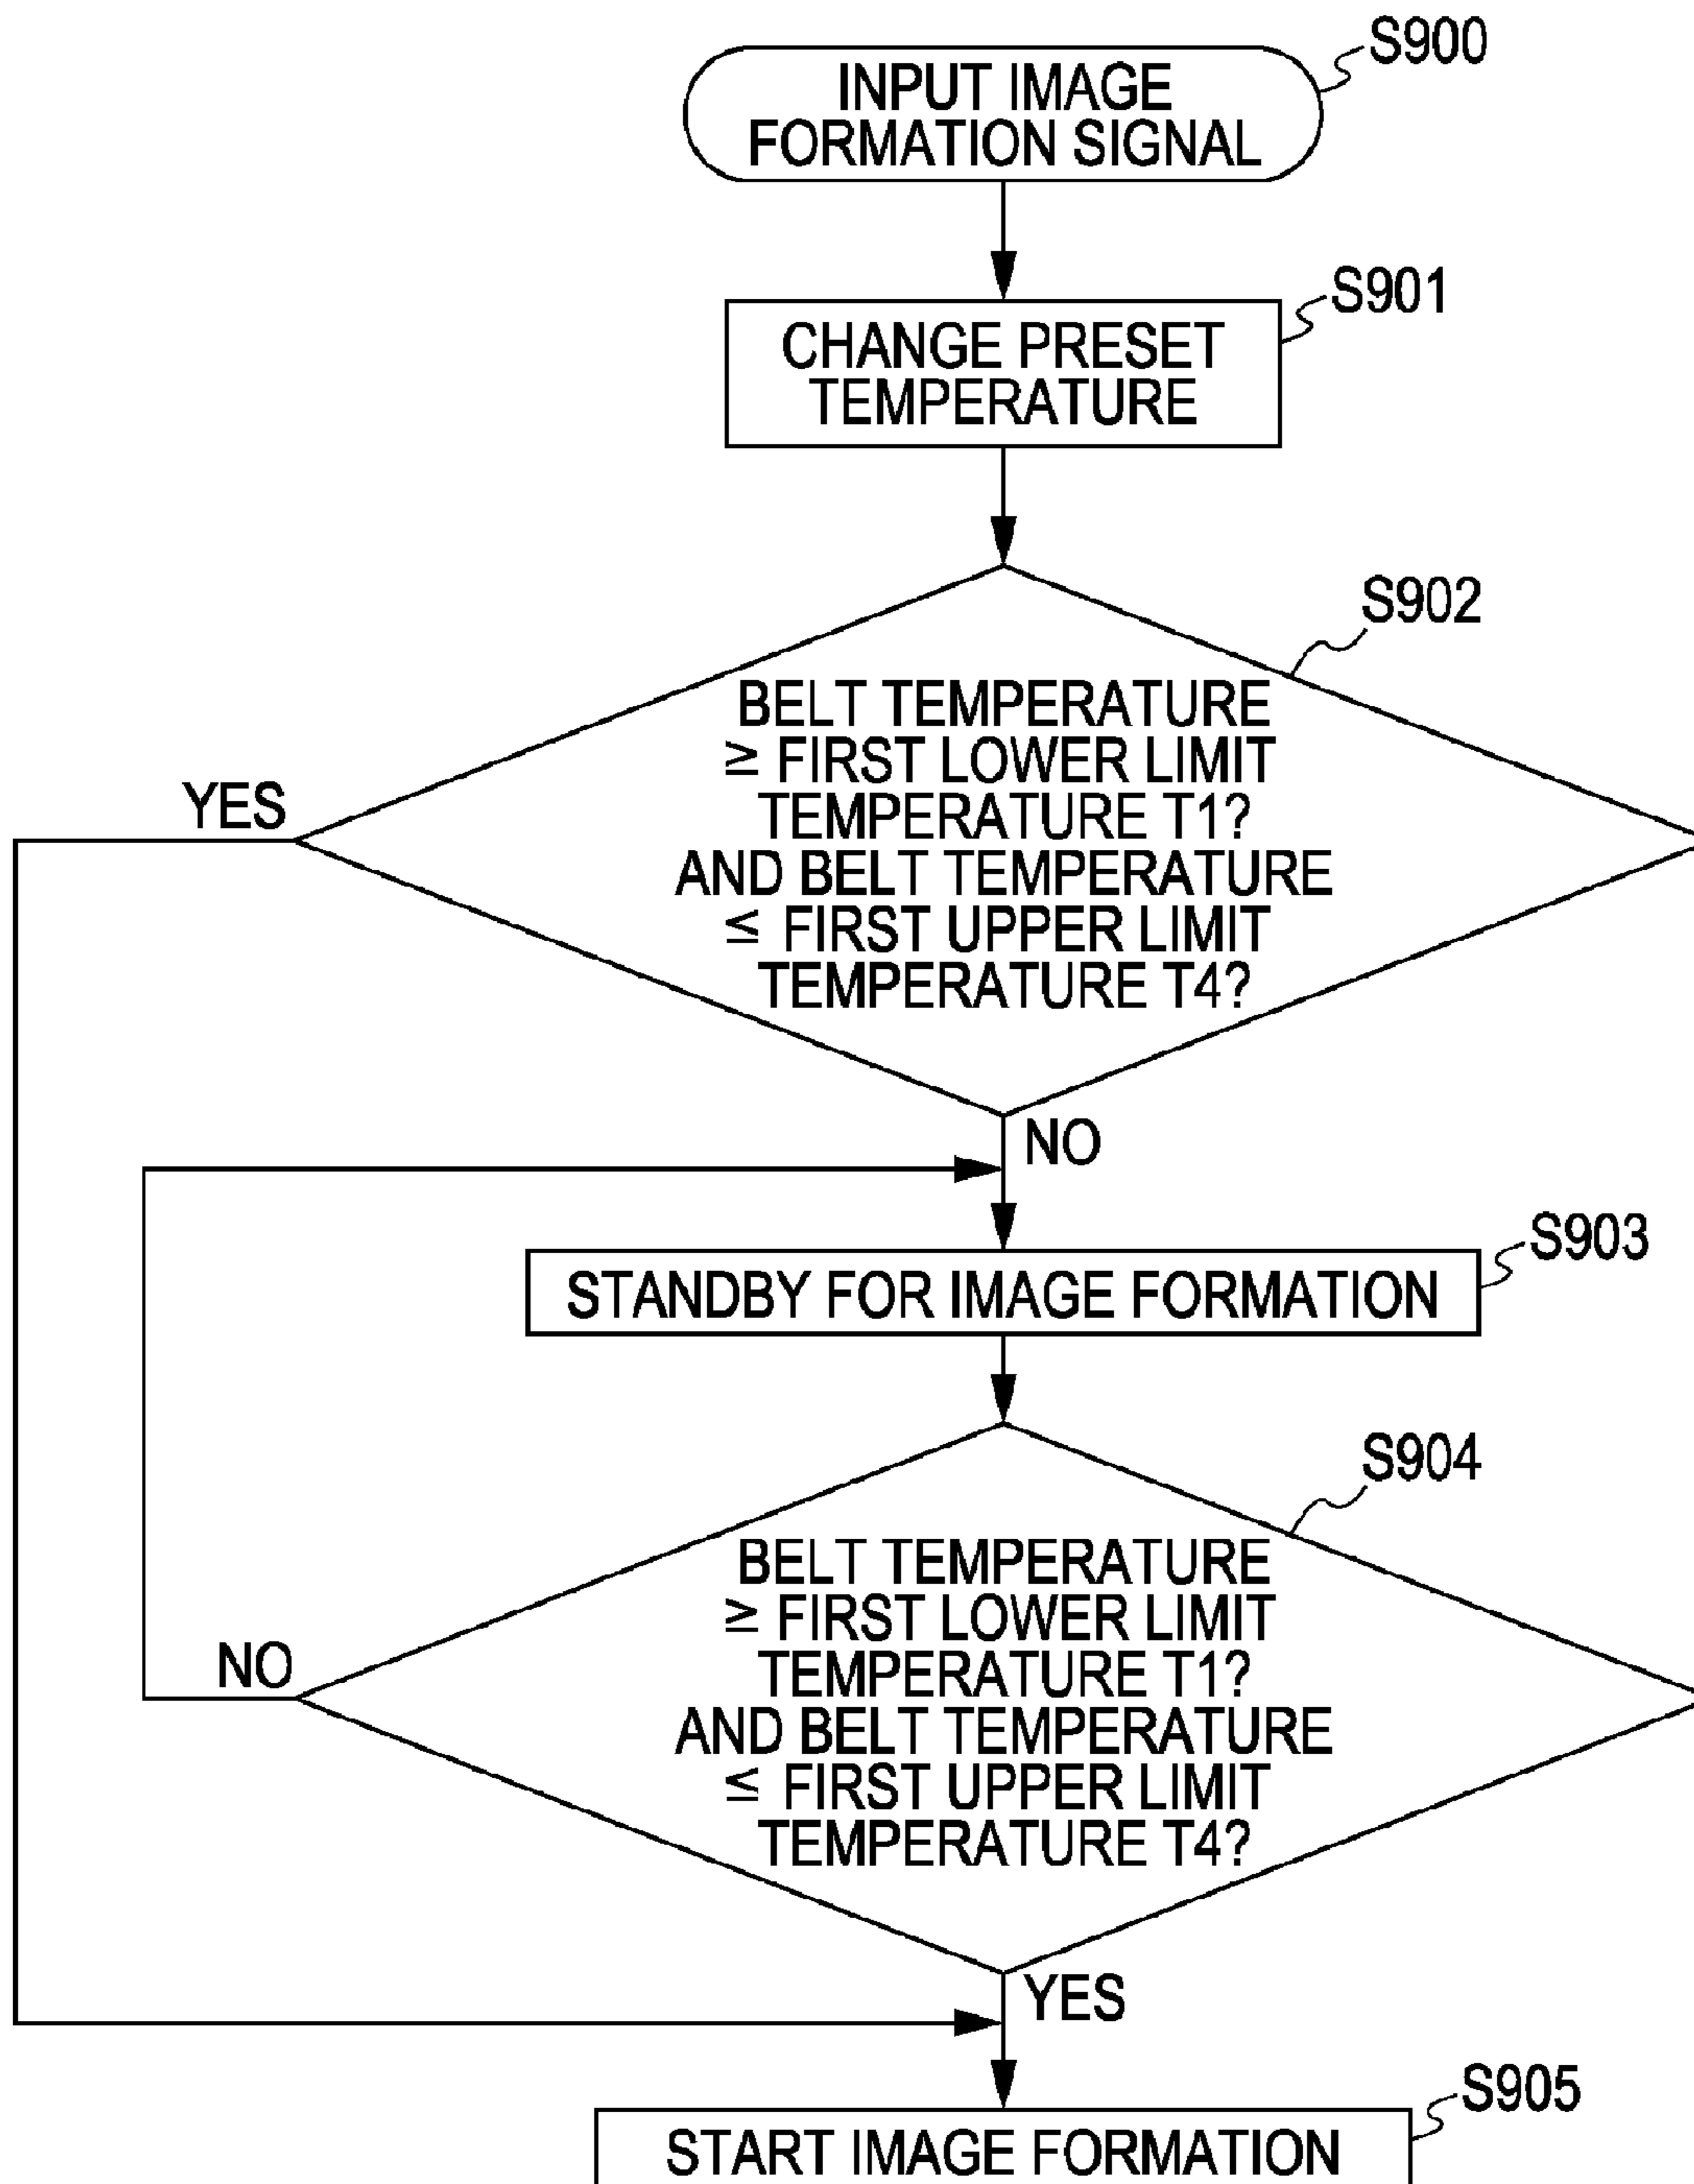 S900
INPUT IMAGE
FORMATION SIGNAL
S901
CHANGE PRESET
TEMPERATURE
S902
BELT TEMPERATURE
≥ FIRST LOWER LIMIT
TEMPERATURE T1?
AND BELT TEMPERATURE
≤ FIRST UPPER LIMIT
TEMPERATURE T4?
YES
NO
S903
STANDBY FOR IMAGE FORMATION
S904
BELT TEMPERATURE
≥ FIRST LOWER LIMIT
TEMPERATURE T1?
AND BELT TEMPERATURE
≤ FIRST UPPER LIMIT
TEMPERATURE T4?
NO
YES
S905
START IMAGE FORMATION